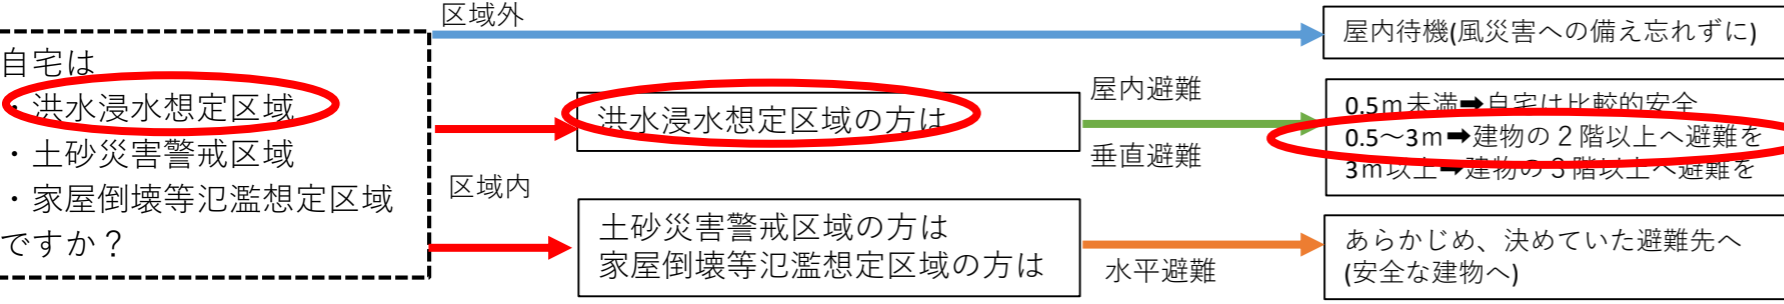 自宅は
・洪水浸水想定区域
・土砂災害警戒区域
・家屋倒壊等氾濫想定区域
ですか？
区域外
屋内待機(風災害への備え忘れずに)
区域内
洪水浸水想定区域の方は
屋内避難
垂直避難
0.5m未満➡自宅は比較的安全
0.5～3m➡建物の２階以上へ避難を
3m以上➡建物の３階以上へ避難を
土砂災害警戒区域の方は
家屋倒壊等氾濫想定区域の方は
水平避難
あらかじめ、決めていた避難先へ
(安全な建物へ)